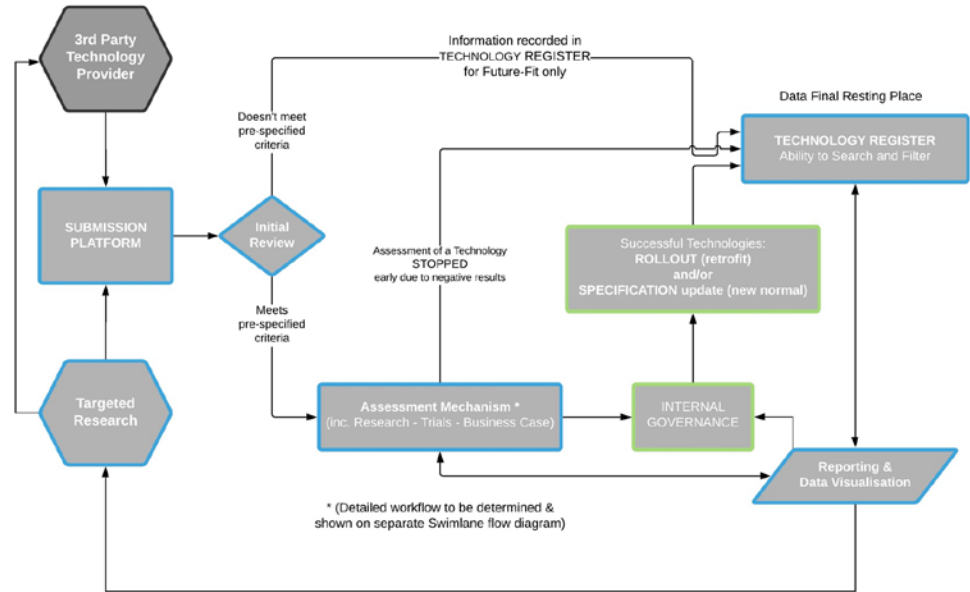 3rd Party
Technology
Provider
Information recorded in
TECHNOLOGY REGISTER
for Future-Fit only
Data Final Resting Place
Doesn't meet
pre-specified
criteria
TECHNOLOGY REGISTER
Ability to Search and Filter
SUBMISSION
PLATFORM
Initial
Review
Assessment of a Technology
STOPPED
early due to negative results
Successful Technologies:
ROLLOUT (retrofit)
and/or
SPECIFICATION update (new normal)
Meets
pre-specified
criteria
Targeted
Research
Assessment Mechanism *
(inc. Research - Trials - Business Case)
INTERNAL
GOVERNANCE
Reporting &
Data Visualisation
* (Detailed workflow to be determined &
shown on separate Swimlane flow diagram)